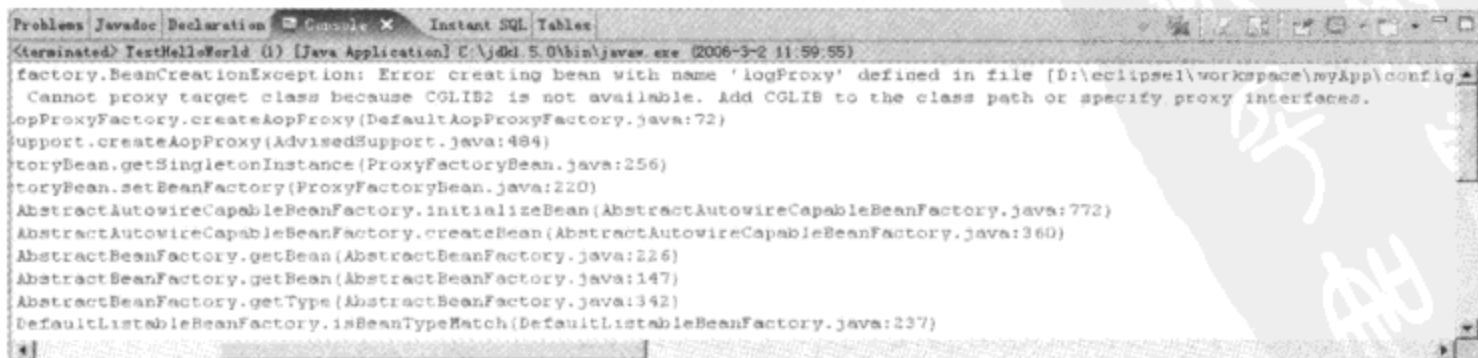 Problems Javadoc Declaration Console Instant SQL Tables
<terminated> TestHelloWorld (1) [Java Application] C:\jdk1.5.0\bin\javaw.exe (2006-3-2 11:59:55)
factory.BeanCreationException: Error creating bean with name 'logProxy' defined in file [D:\eclipse1\workspace\myApp\config
Cannot proxy target class because CGLIB2 is not available. Add CGLIB to the class path or specify proxy interfaces.
opProxyFactory.createAopProxy(DefaultAopProxyFactory.java:72)
upport.createAopProxy(AdvisedSupport.java:484)
toryBean.getSingletonInstance(ProxyFactoryBean.java:256)
toryBean.setBeanFactory(ProxyFactoryBean.java:220)
AbstractAutowireCapableBeanFactory.initializeBean(AbstractAutowireCapableBeanFactory.java:772)
AbstractAutowireCapableBeanFactory.createBean(AbstractAutowireCapableBeanFactory.java:360)
AbstractBeanFactory.getBean(AbstractBeanFactory.java:226)
AbstractBeanFactory.getBean(AbstractBeanFactory.java:147)
AbstractBeanFactory.getType(AbstractBeanFactory.java:342)
DefaultListableBeanFactory.isBeanTypeMatch(DefaultListableBeanFactory.java:237)